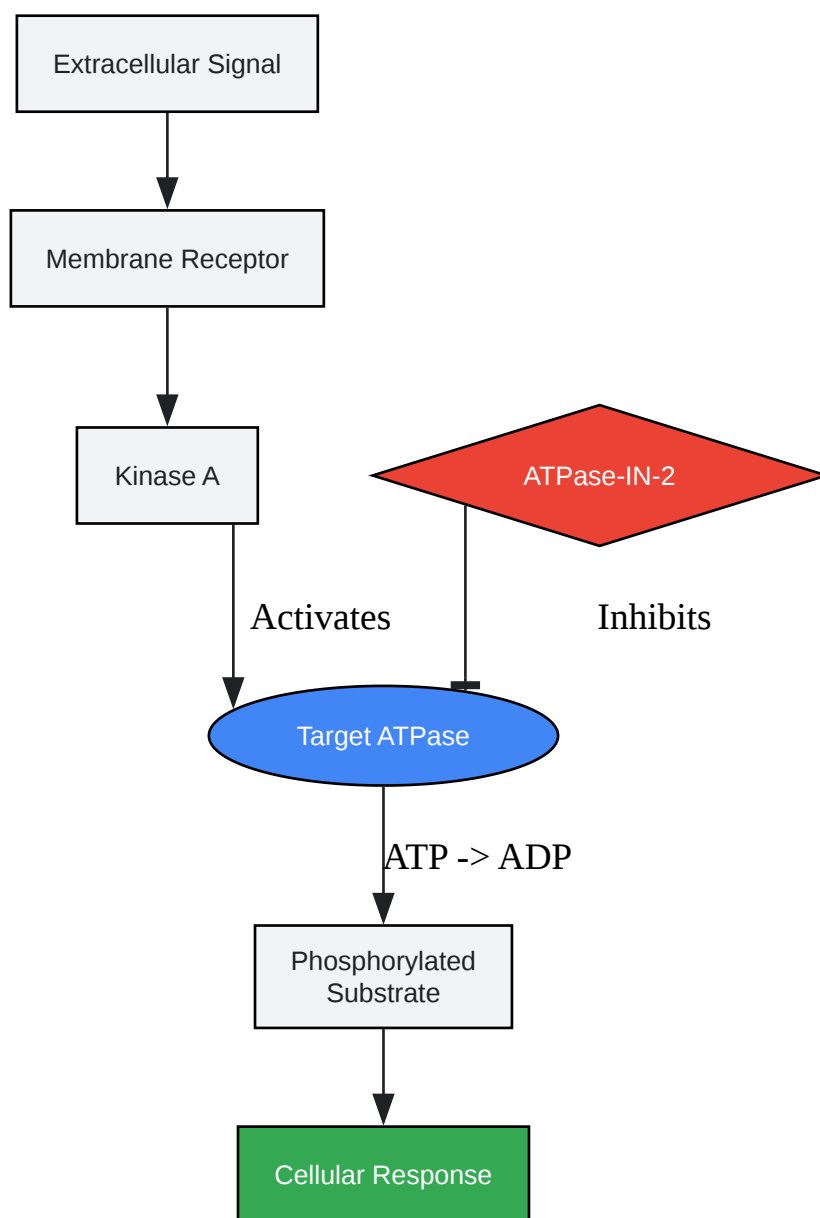 Extracellular Signal
Membrane Receptor
Kinase A
ATPase-IN-2
Activates
Inhibits
Target ATPase
ATP -> ADP
Phosphorylated
Substrate
Cellular Response